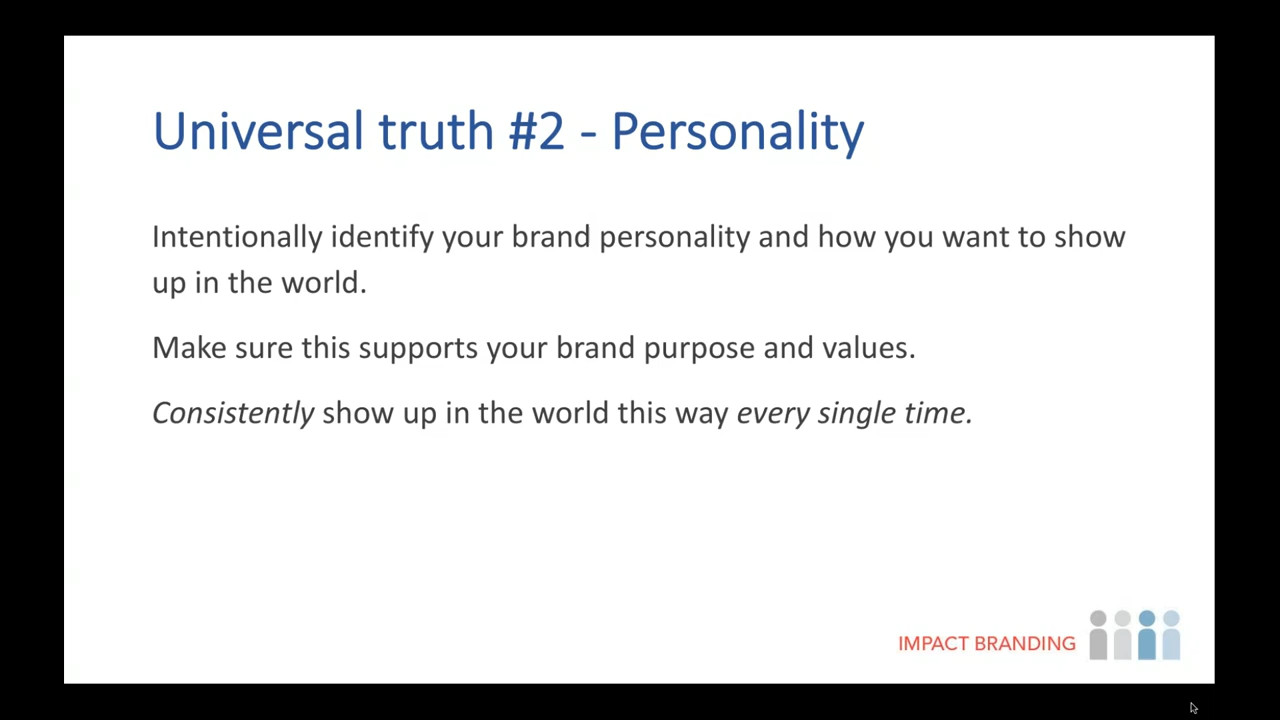 Universal truth #2 - Personality
Intentionally identify your brand personality and how you want to show
up in the world.
Make sure this supports your brand purpose and values.
Consistently show up in the world this way every single time.
IMPACT BRANDING